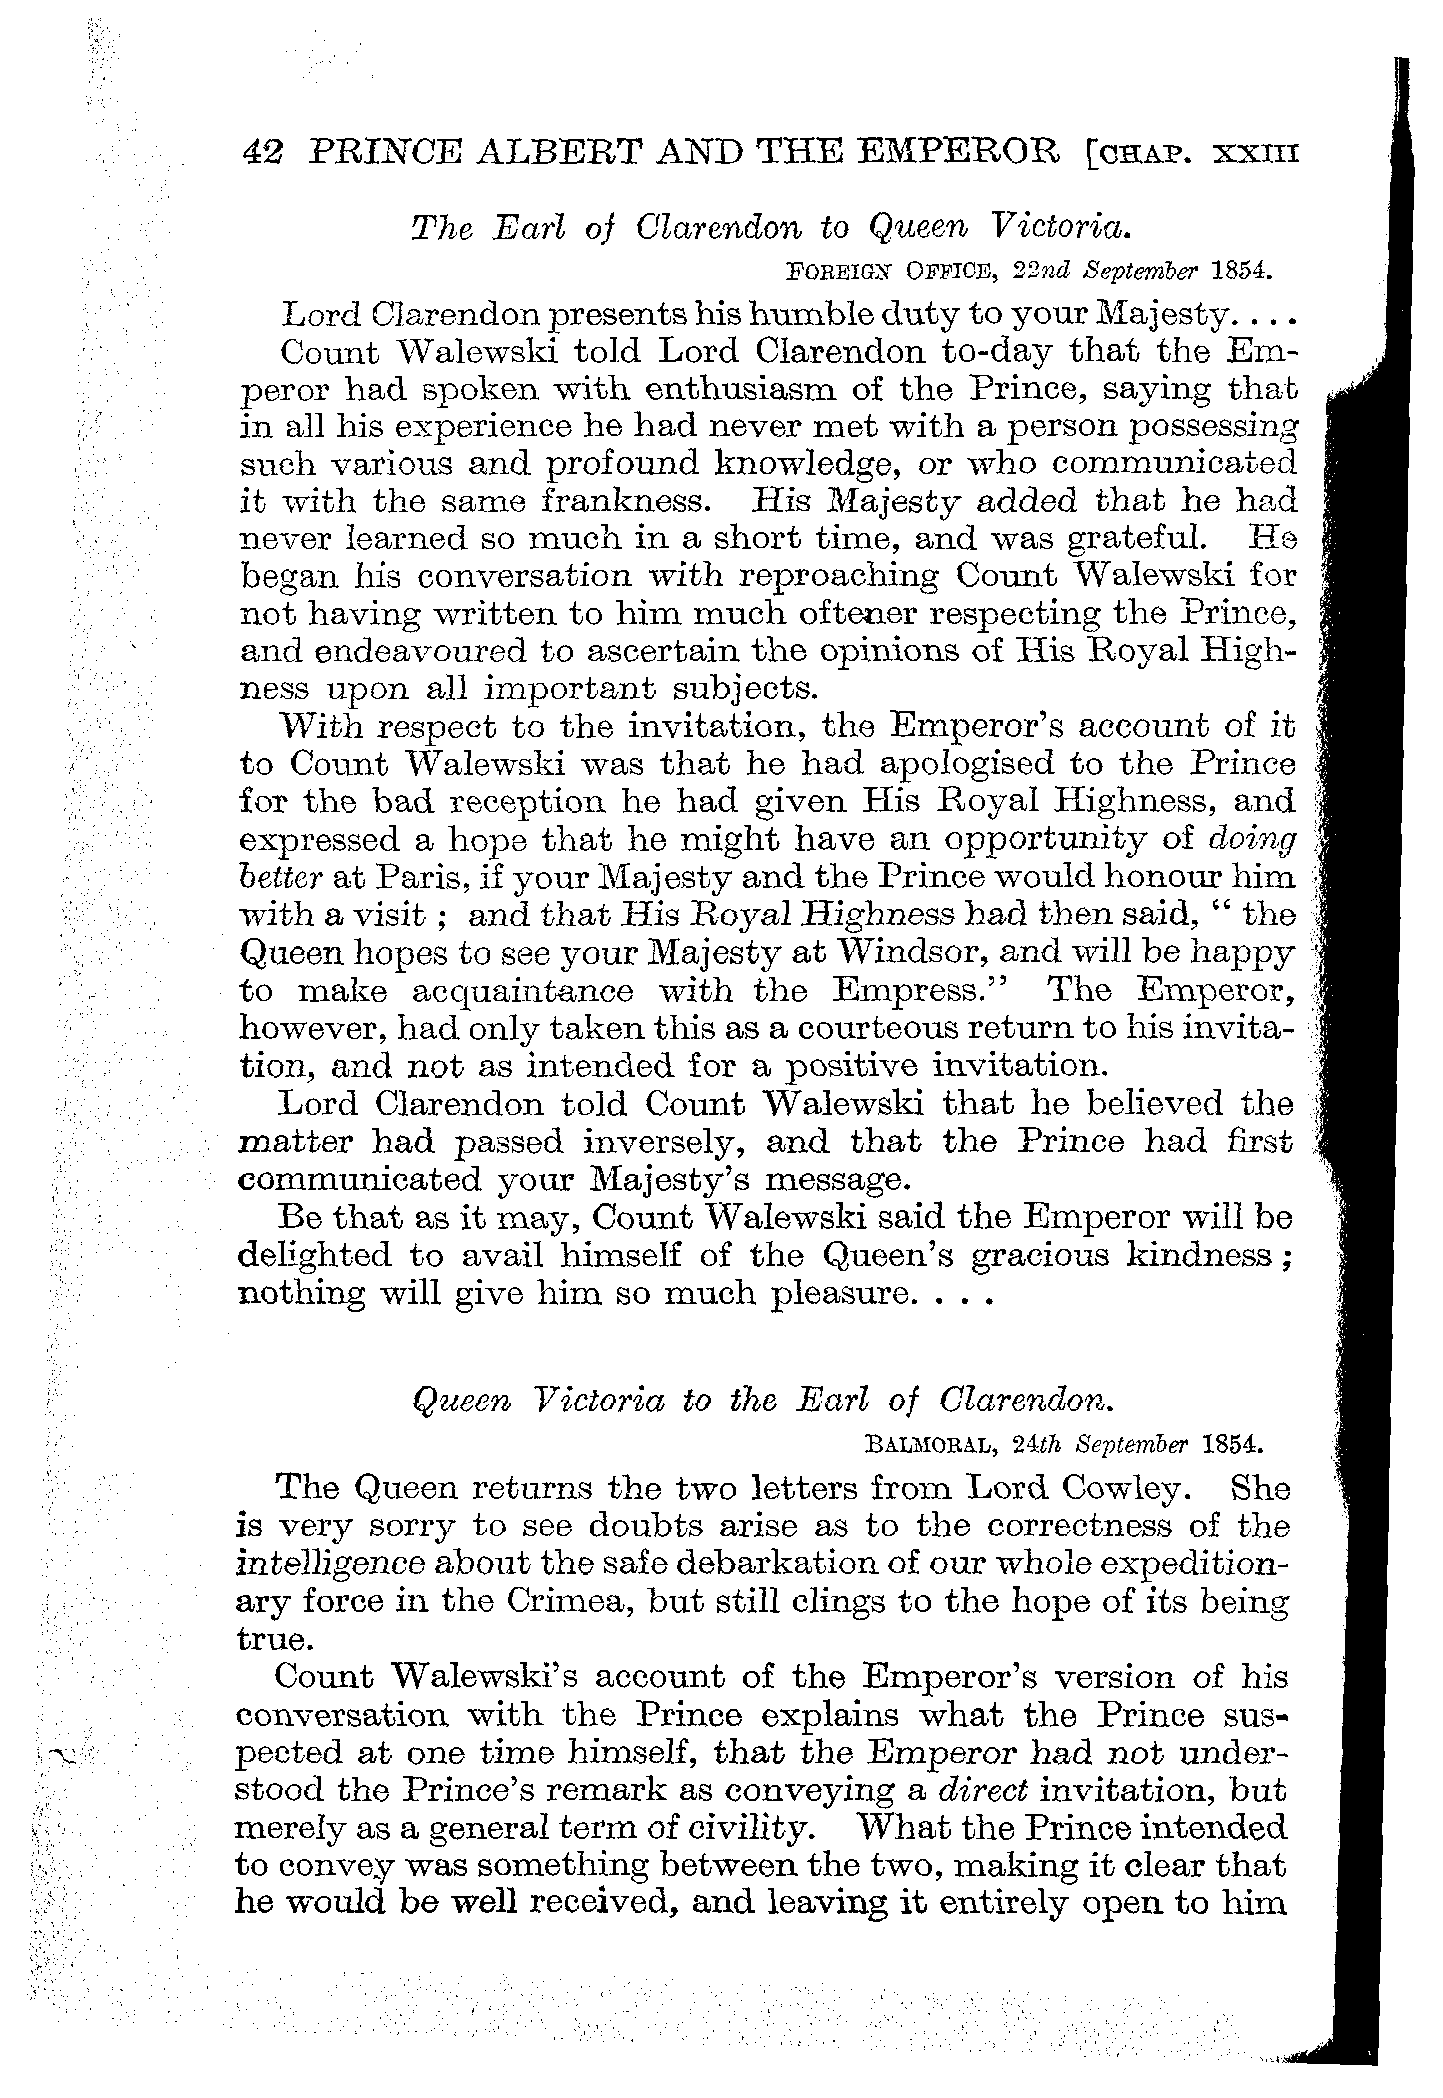 42 PRINCE ALBERT AND THE EMPEROR [CHAP. XXIII
The Earl of Clarendon to Queen Victoria.
FOREIGN OFFICE, 22nd September 1854.
Lord Clarendon presents his humble duty to your Majesty. . . .
Count Walewski told Lord Clarendon to-day that the Em-
peror had spoken with enthusiasm of the Prince, saying that
in all his experience he had never met with a person possessing
such various and profound knowledge, or who communicated
it with the same frankness. His Majesty added that he had
never learned so much in a short time, and was grateful. He
began his conversation with reproaching Count Walewski for
not having written to him much oftener respecting the Prince,
and endeavoured to ascertain the opinions of His Royal High-
ness upon all important subjects.
With respect to the invitation, the Emperor's account of it
to Count Walewski was that he had apologised to the Prince
for the bad reception he had given His Royal Highness, and
expressed a hope that he might have an opportunity of doing
better at Paris, if your Majesty and the Prince would honour him
with a visit ; and that His Royal Highness had then said, " the
Queen hopes to see your Majesty at Windsor, and will be happy
to make acquaintance with the Empress." The Emperor,
however, had only taken this as a courteous return to his invita-
tion, and not as intended for a positive invitation.
Lord Clarendon told Count Walewski that he believed the
matter had passed inversely, and that the Prince had first
communicated your Majesty's message.
Be that as it may, Count Walewski said the Emperor will be
delighted to avail himself of the Queen's gracious kindness ;
nothing will give him so much pleasure. . . .
Queen Victoria to the Earl of Clarendon.
BALMORAL, 24th September 1854.
The Queen returns the two letters from Lord Cowley. She
is very sorry to see doubts arise as to the correctness of the
intelligence about the safe debarkation of our whole expedition-
ary force in the Crimea, but still clings to the hope of its being
true.
Count Walewski's account of the Emperor's version of his
conversation with the Prince explains what the Prince sus-
pected at one time himself, that the Emperor had not under-
stood the Prince's remark as conveying a direct invitation, but
merely as a general term of civility. What the Prince intended
to convey was something between the two, making it clear that
he would be well received, and leaving it entirely open to him